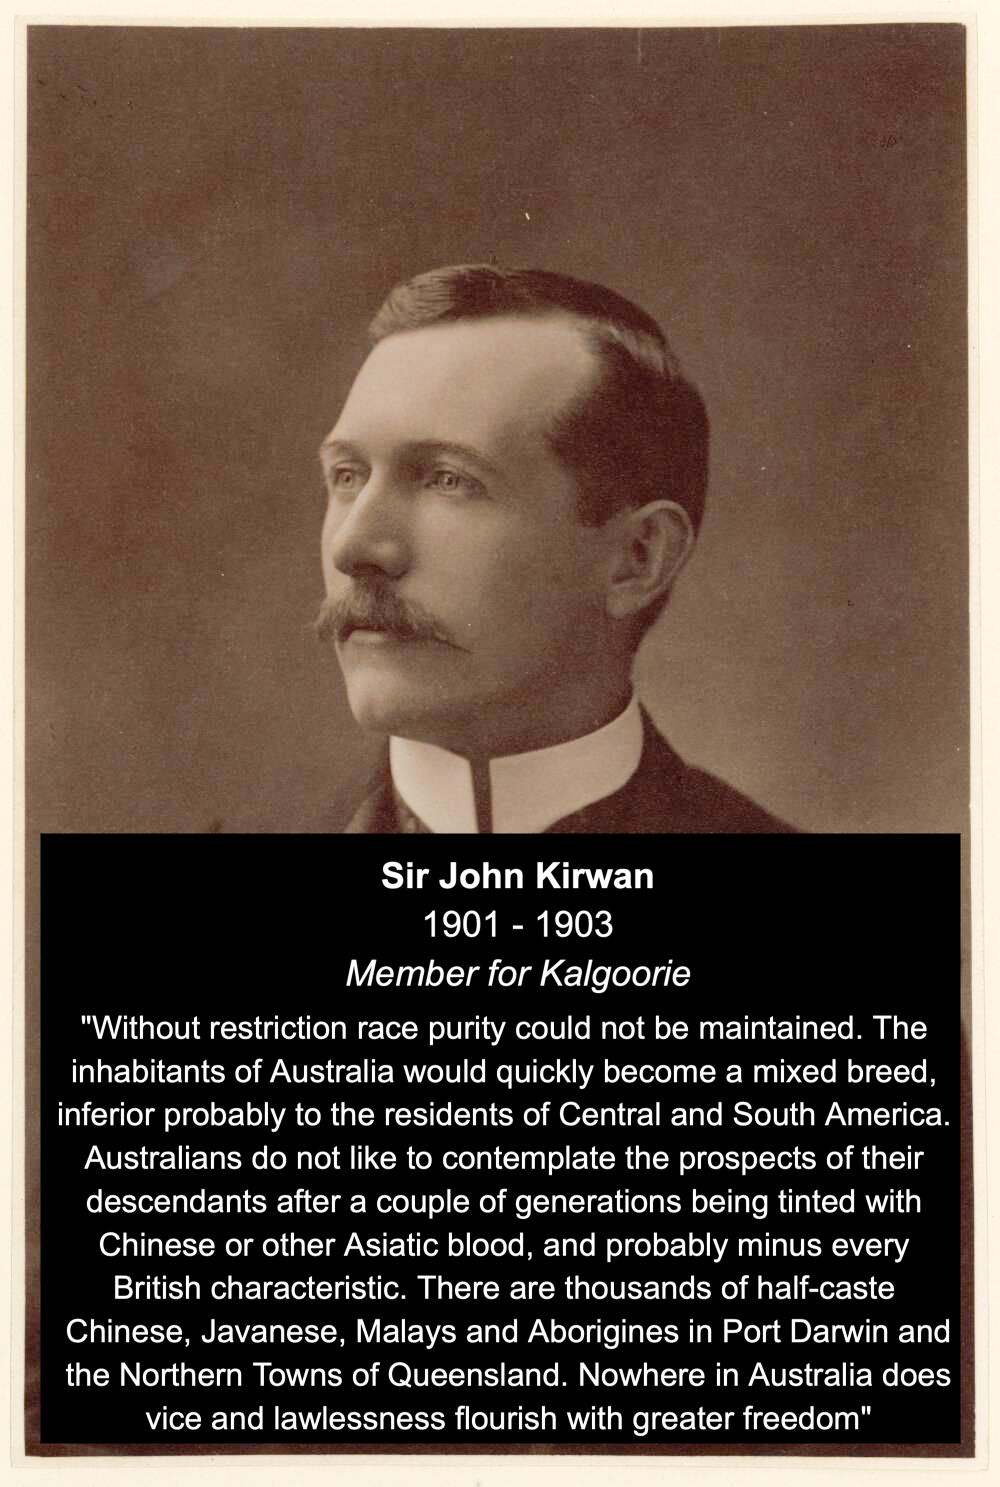 Sir John Kirwan
1901 - 1903
Member for Kalgoorie
"Without restriction race purity could not be maintained. The
inhabitants of Australia would quickly become a mixed breed,
inferior probably to the residents of Central and South America.
Australians do not like to contemplate the prospects of their
descendants after a couple of generations being tinted with
Chinese or other Asiatic blood, and probably minus every
British characteristic. There are thousands of half-caste
Chinese, Javanese, Malays and Aborigines in Port Darwin and
the Northern Towns of Queensland. Nowhere in Australia does
vice and lawlessness flourish with greater freedom"